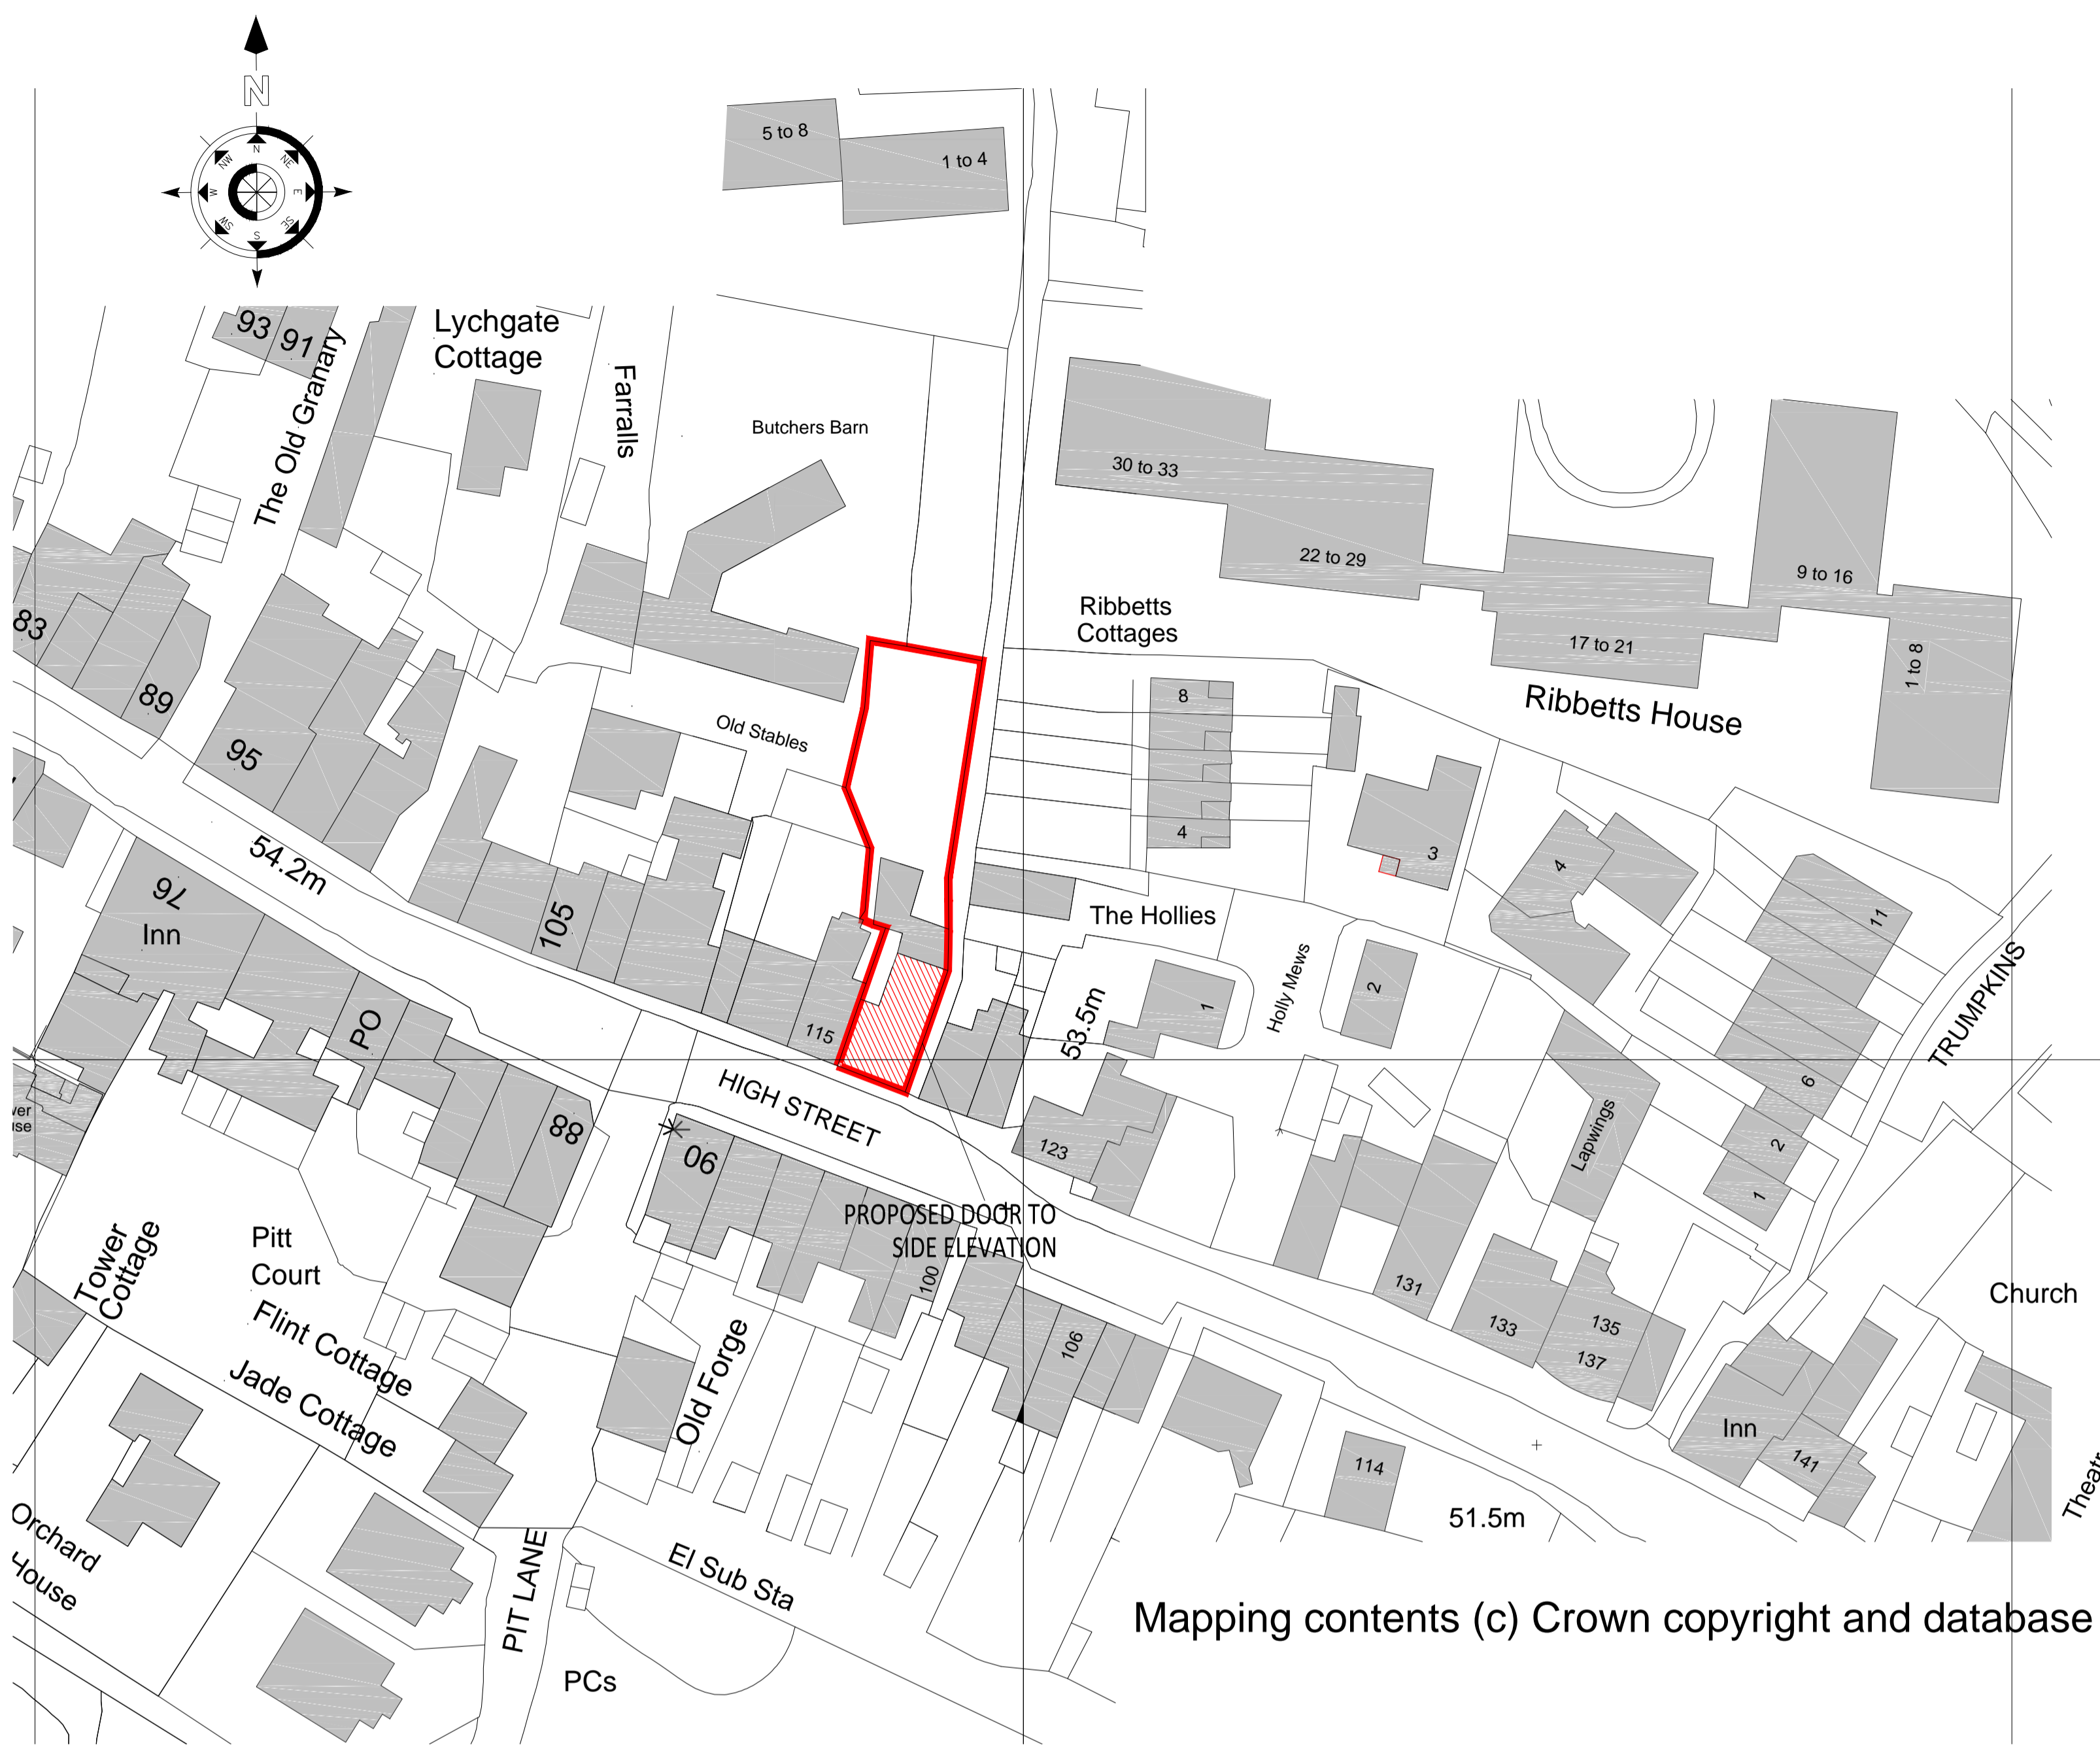 N
N
NE
E
SE
S
SW
W
NW
5 to 8
1 to 4
93
91
The Old Granary
Lychgate
Cottage
Farralls
Butchers Barn
30 to 33
22 to 29
9 to 16
17 to 21
1 to 8
Ribbetts House
Ribbetts
Cottages
83
89
95
Old Stables
8
4
3
4
11
54.2m
76
Inn
105
The Hollies
Holly Mews
2
1
53.5m
TRUMPKINS
PO
115
HIGH STREET
88
90
123
Lapwings
6
2
1
PROPOSED DOOR TO
SIDE ELEVATION
Tower
Cottage
Pitt
Court
Flint Cottage
Jade Cottage
100
106
131
133
135
137
Church
Old Forge
Inn
141
114
51.5m
Orchard
House
PIT LANE
El Sub Sta
PCs
Mapping contents (c) Crown copyright and database